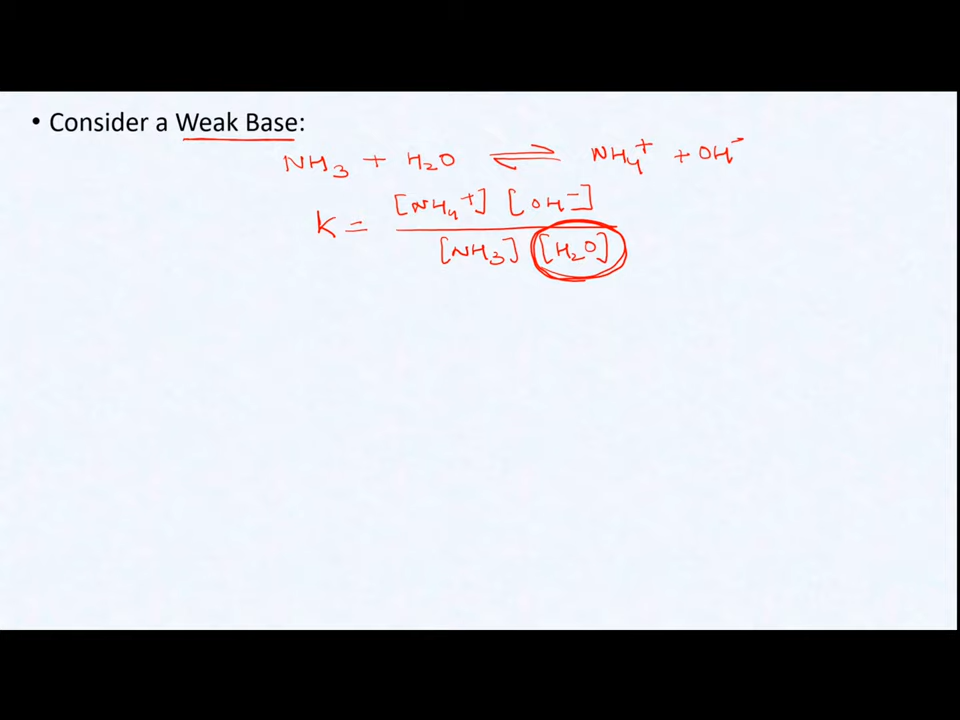 • Consider a Weak Base:
NH₃ + H₂O ⇌ NH₄⁺ + OH⁻
K = [NH₄⁺] [OH⁻]
[NH₃] [H₂O]